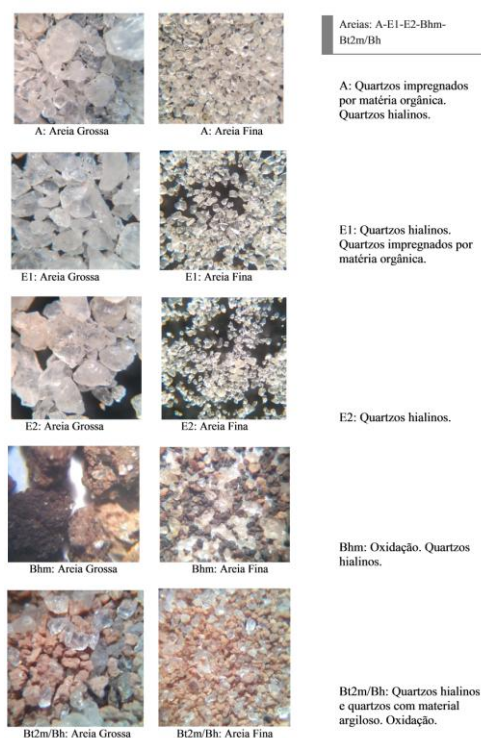 Areias: A-E1-E2-Bhm-
Bt2m/Bh
A: Areia Grossa
A: Areia Fina
A: Quartzos impregnados
por matéria orgânica.
Quartzos hialinos.
E1: Areia Grossa
E1: Areia Fina
E1: Quartzos hialinos.
Quartzos impregnados por
matéria orgânica.
E2: Areia Grossa
E2: Areia Fina
E2: Quartzos hialinos.
Bhm: Areia Grossa
Bhm: Areia Fina
Bhm: Oxidação. Quartzos
hialinos.
Bt2m/Bh: Areia Grossa
Bt2m/Bh: Areia Fina
Bt2m/Bh: Quartzos hialinos
e quartzos com material
argiloso. Oxidação.